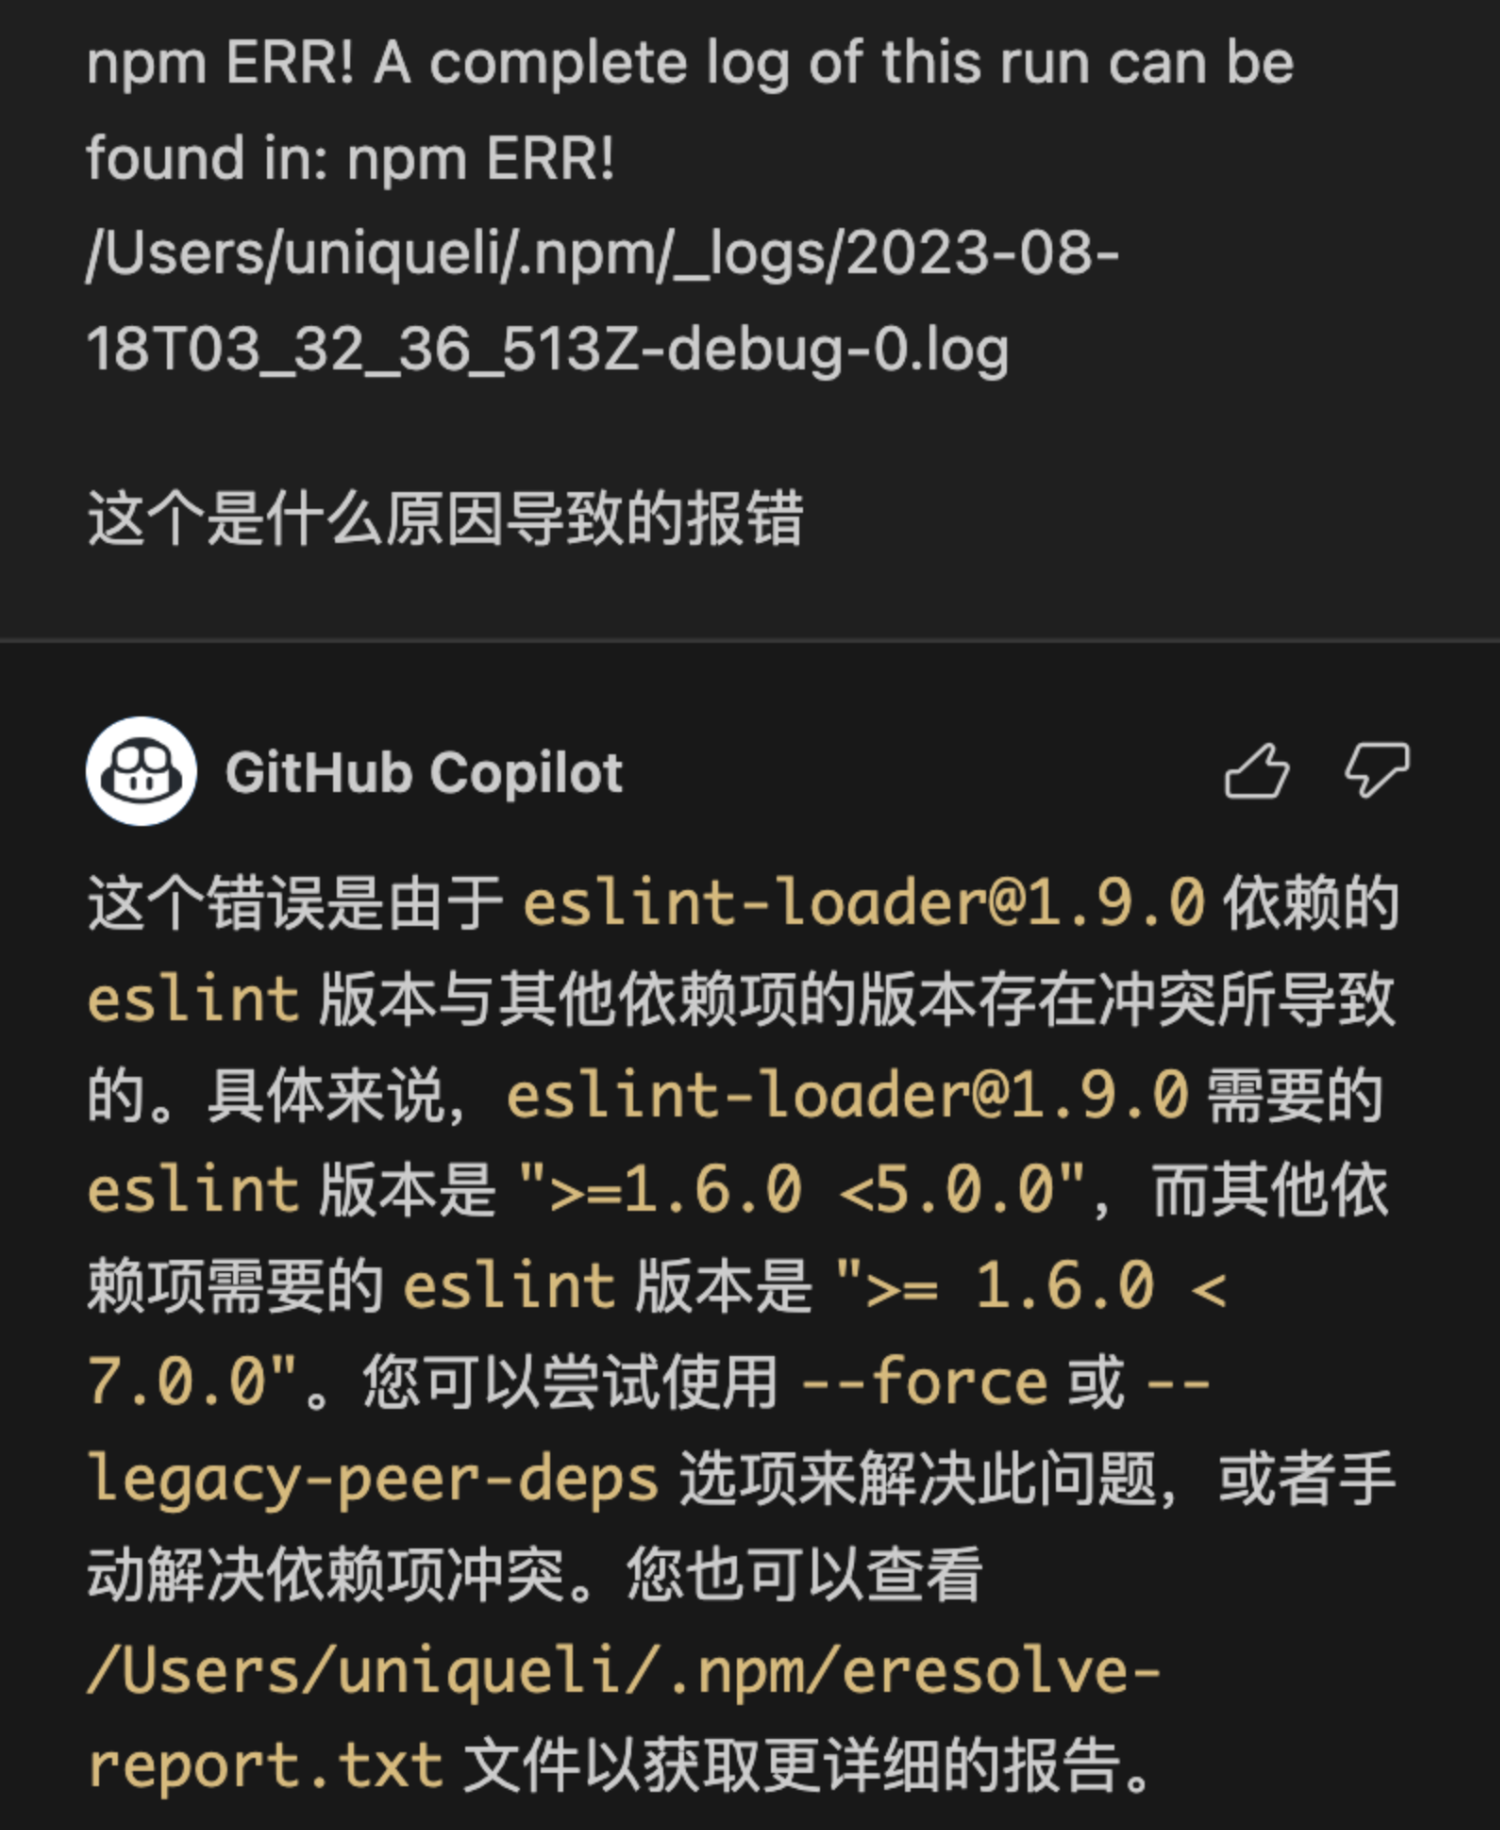 npm ERR! A complete log of this run can be
found in: npm ERR!
/Users/uniqueli/.npm/_logs/2023-08-
18T03_32_36_513Z-debug-0.log
这个是什么原因导致的报错
GitHub Copilot
这个错误是由于 eslint-loader@1.9.0 依赖的
eslint 版本与其他依赖项的版本存在冲突所导致
的。具体来说，eslint-loader@1.9.0 需要的
eslint 版本是 ">=1.6.0 <5.0.0"，而其他依
赖项需要的 eslint 版本是 ">= 1.6.0 <
7.0.0"。您可以尝试使用 --force 或 --
legacy-peer-deps 选项来解决此问题，或者手
动解决依赖项冲突。您也可以查看
/Users/uniqueli/.npm/eresolve-
report.txt 文件以获取更详细的报告。